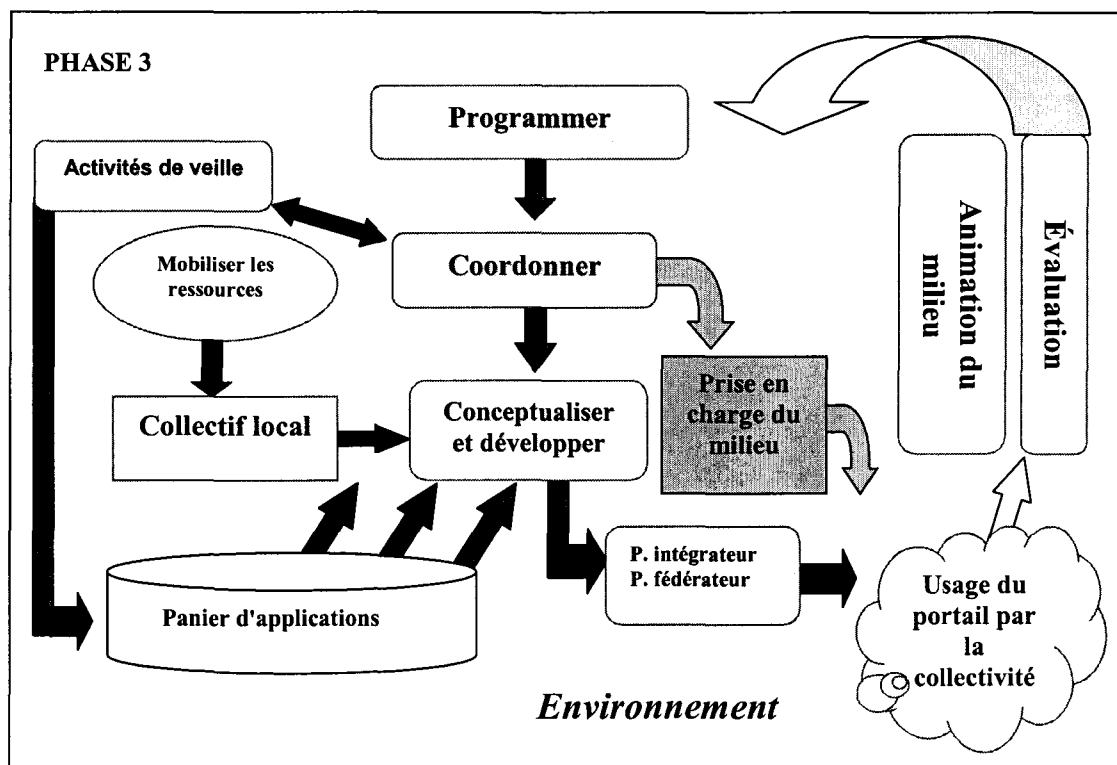 PHASE 3
Programmer
Activités de veille
Coordonner
Mobiliser les
ressources
Animation du
milieu
Évaluation
Collectif local
Conceptualiser
et développer
Prise en
charge du
milieu
P. intégrateur
P. fédérateur
Usage du
portail par
la
collectivité
Panier d'applications
Environnement